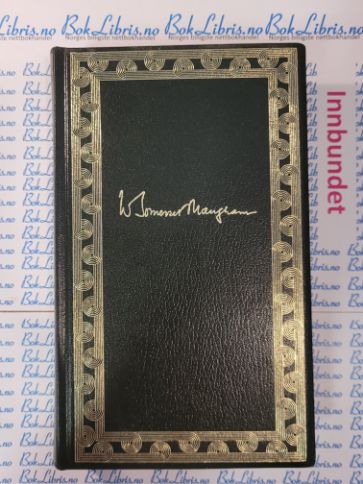 BokLibris.no
Norges billigste nettbokhandel
Innbundet
W Somerset Maugham